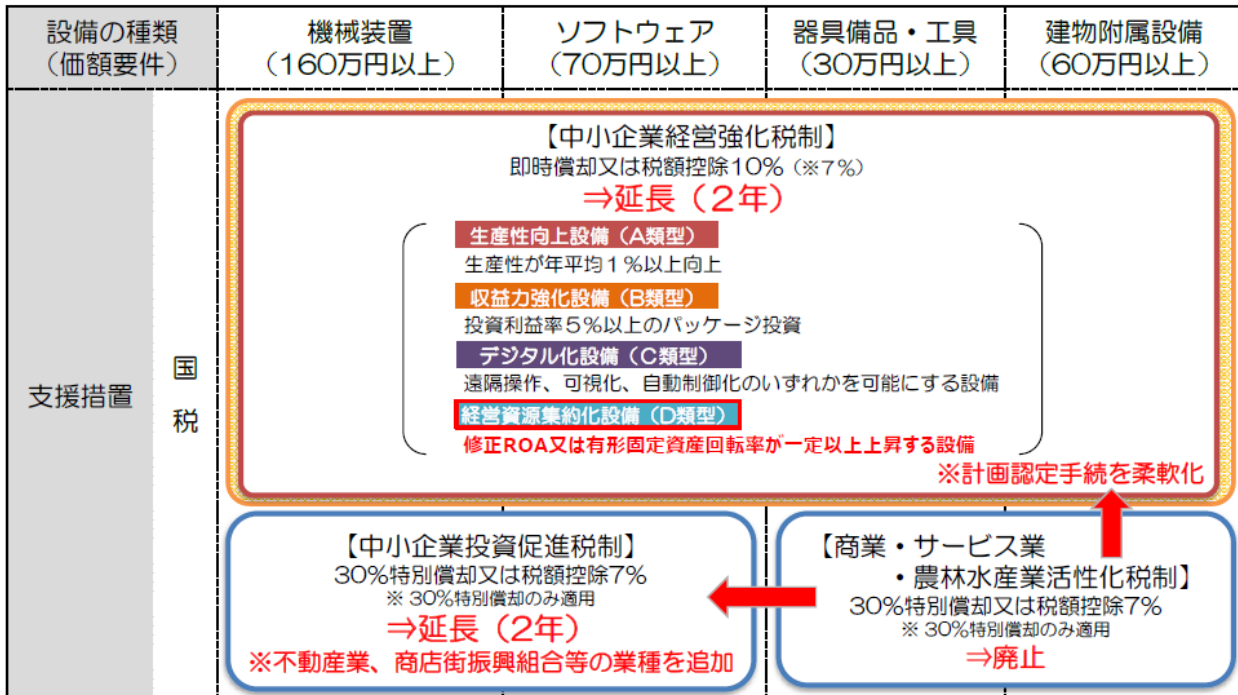 設備の種類
（価額要件）
機械装置
（160万円以上）
ソフトウェア
（70万円以上）
器具備品・工具
（30万円以上）
建物附属設備
（60万円以上）
支援措置
国
税
【中小企業経営強化税制】
即時償却又は税額控除10%（※7%）
⇒延長（２年）
生産性向上設備（A類型）
生産性が年平均１%以上向上
収益力強化設備（B類型）
投資利益率５%以上のパッケージ投資
デジタル化設備（C類型）
遠隔操作、可視化、自動制御化のいずれかを可能にする設備
経営資源集約化設備（D類型）
修正ROA又は有形固定資産回転率が一定以上上昇する設備
※計画認定手続を柔軟化
【中小企業投資促進税制】
30%特別償却又は税額控除7%
※ 30%特別償却のみ適用
⇒延長（2年）
※不動産業、商店街振興組合等の業種を追加
【商業・サービス業
・農林水産業活性化税制】
30%特別償却又は税額控除7%
※ 30%特別償却のみ適用
⇒廃止